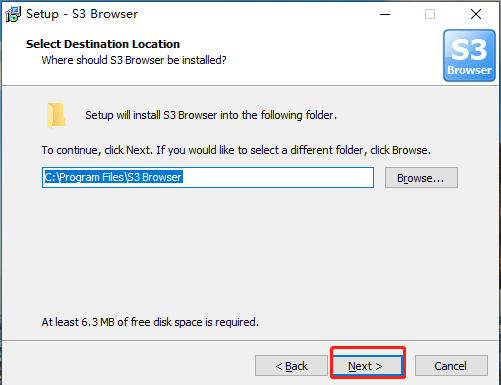 Setup - S3 Browser
Select Destination Location
Where should S3 Browser be installed?
S3
Browser
Setup will install S3 Browser into the following folder.
To continue, click Next. If you would like to select a different folder, click Browse.
C:\Program Files\S3 Browser
Browse...
At least 6.3 MB of free disk space is required.
< Back
Next >
Cancel